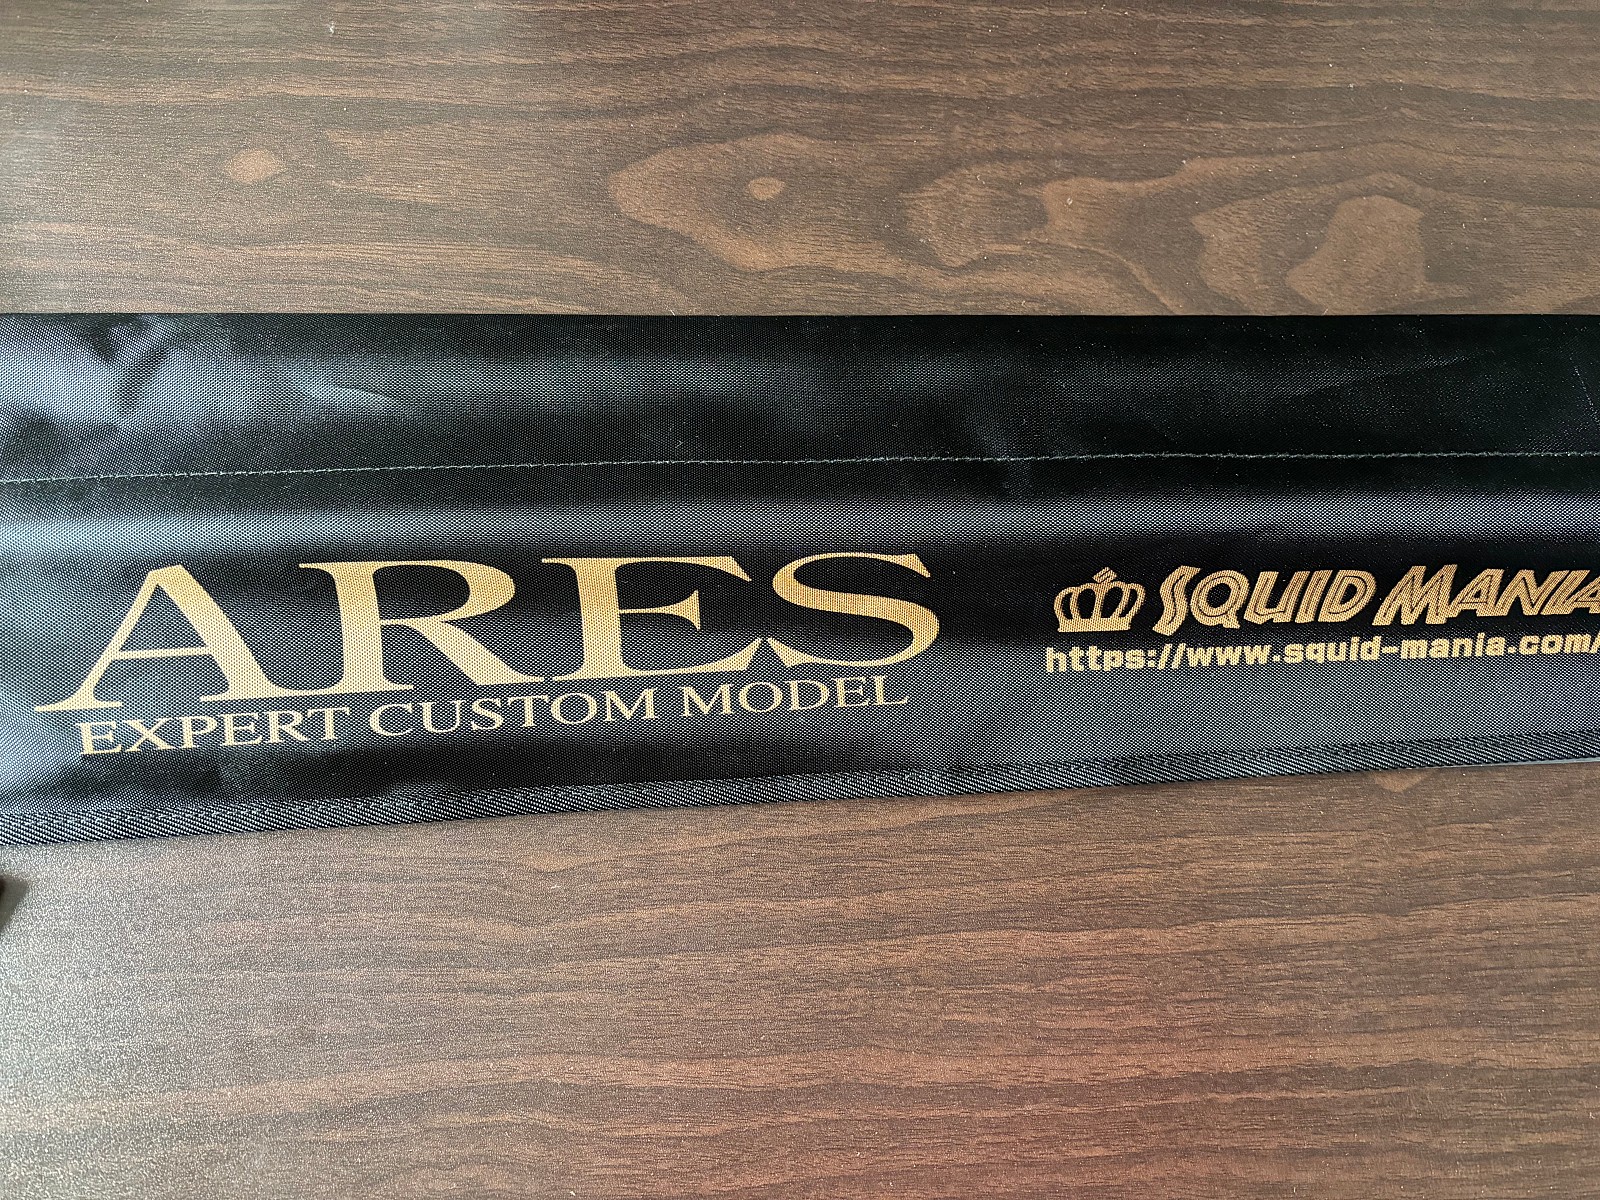 ARES
EXPERT CUSTOM MODEL
SQUID MANIA
https://www.squid-mania.com/